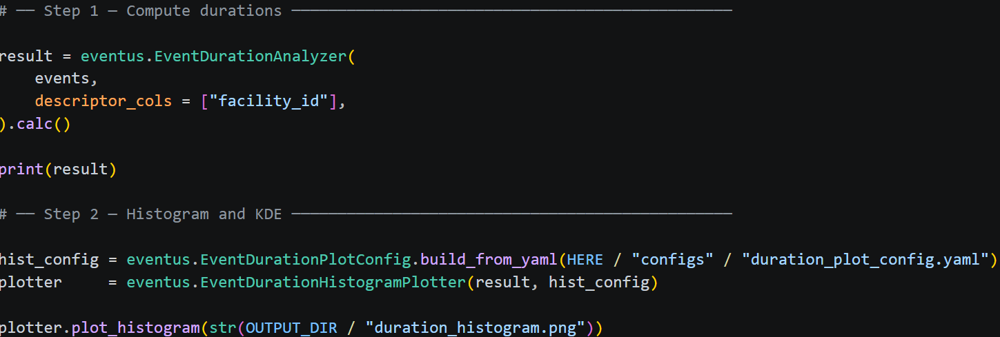 # —— Step 1 — Compute durations ————————————————————————
result = eventus.EventDurationAnalyzer(
    events,
    descriptor_cols = ["facility_id"],
).calc()
print(result)
# —— Step 2 — Histogram and KDE ————————————————————————
hist_config = eventus.EventDurationPlotConfig.build_from_yaml(HERE / "configs" / "duration_plot_config.yaml")
plotter     = eventus.EventDurationHistogramPlotter(result, hist_config)
plotter.plot_histogram(str(OUTPUT_DIR / "duration_histogram.png"))